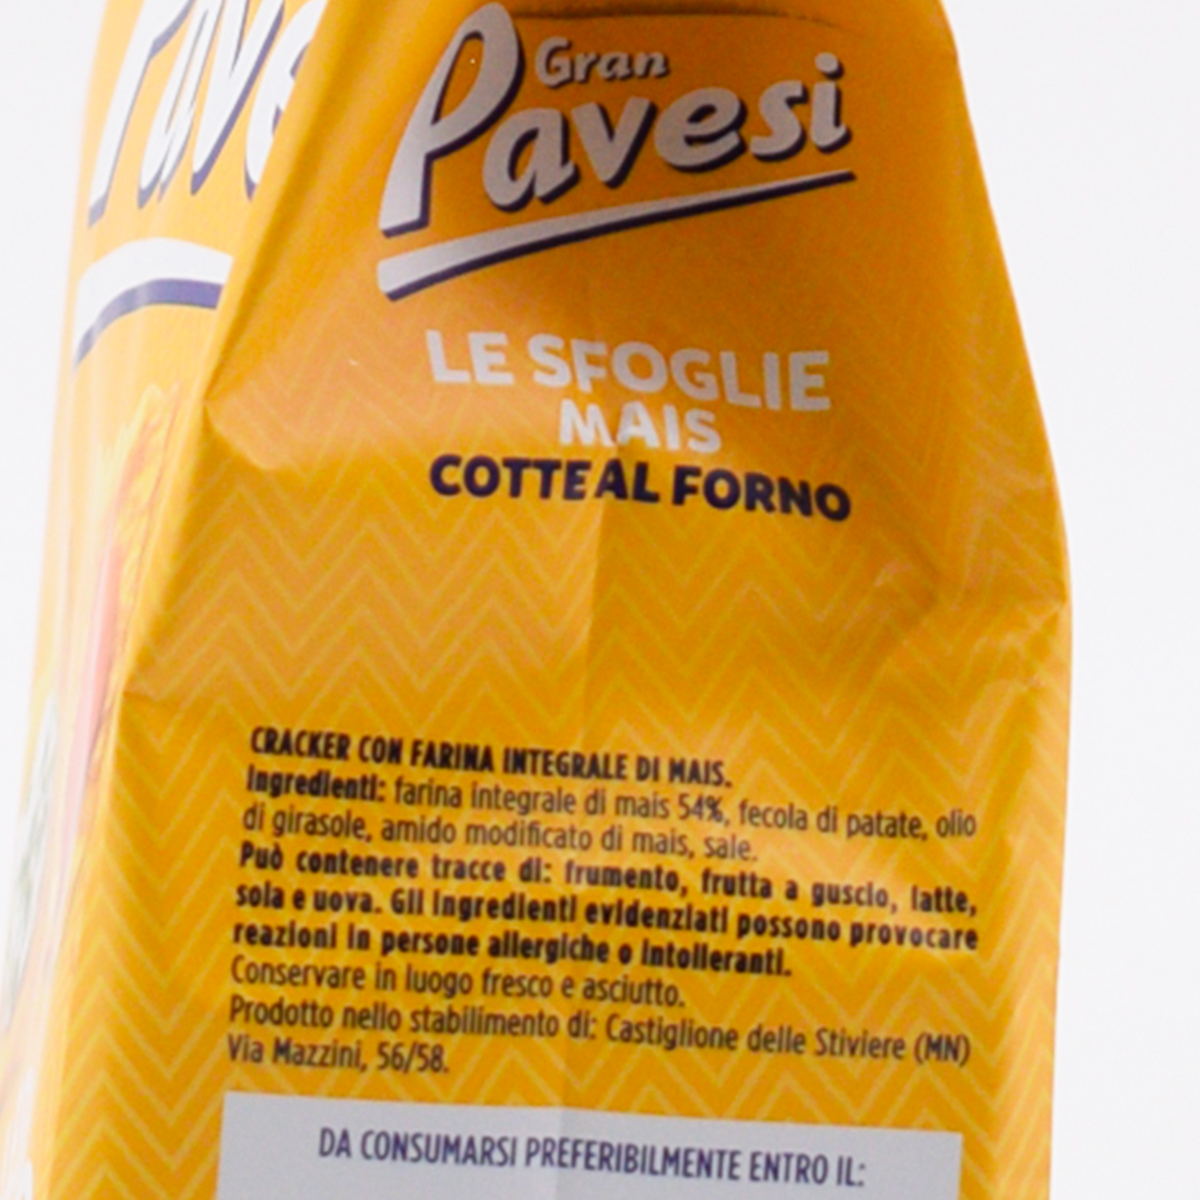 Pave
Gran
Pavesi
LE SFOGLIE
MAIS
COTTE AL FORNO
CRACKER CON FARINA INTEGRALE DI MAIS.
Ingredienti: farina integrale di mais 54%, fecola di patate, olio
di girasole, amido modificato di mais, sale.
Può contenere tracce di: frumento, frutta a guscio, latte,
soia e uova. Gli ingredienti evidenziati possono provocare
reazioni in persone allergiche o intolleranti.
Conservare in luogo fresco e asciutto.
Prodotto nello stabilimento di: Castiglione delle Stiviere (MN)
Via Mazzini, 56/58.
DA CONSUMARSI PREFERIBILMENTE ENTRO IL: